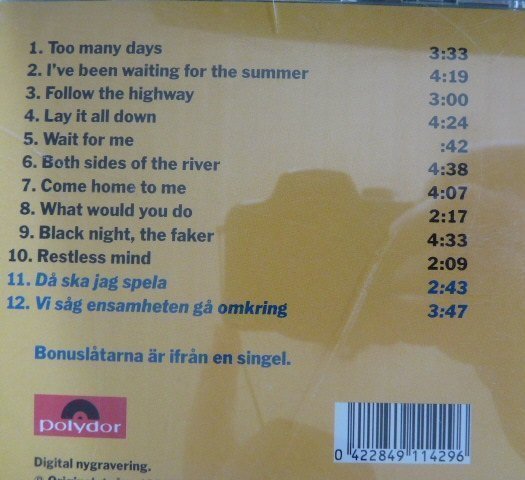 1. Too many days 3:33
2. I've been waiting for the summer 4:19
3. Follow the highway 3:00
4. Lay it all down 4:24
5. Wait for me :42
6. Both sides of the river 4:38
7. Come home to me 4:07
8. What would you do 2:17
9. Black night, the faker 4:33
10. Restless mind 2:09
11. Då ska jag spela 2:43
12. Vi såg ensamheten gå omkring 3:47
Bonuslåtarna är ifrån en singel.
polydor
0 422849 114296
Digital nygravering.